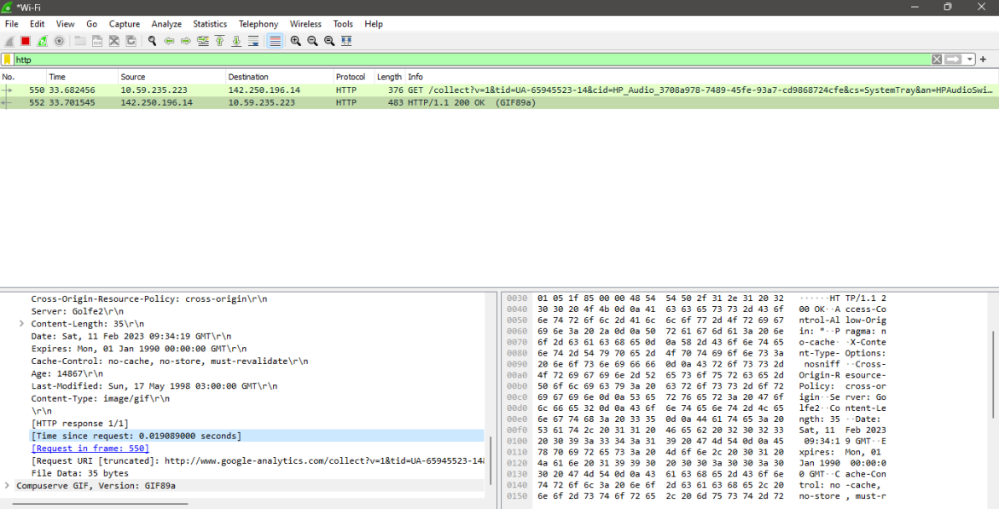 *Wi-Fi
File Edit View Go Capture Analyze Statistics Telephony Wireless Tools Help
http
No. Time Source Destination Protocol Length Info
550 33.682456 10.59.235.223 142.250.196.14 HTTP 376 GET /collect?v=1&tid=UA-65945523-14&cid=HP_Audio_3708a978-7489-45fe-93a7-cd9868724cfe&cs=SystemTray&an=HPAudioSwi…
552 33.701545 142.250.196.14 10.59.235.223 HTTP 483 HTTP/1.1 200 OK (GIF89a)
Cross-Origin-Resource-Policy: cross-origin\r\n
Server: Golfe2\r\n
Content-Length: 35\r\n
Date: Sat, 11 Feb 2023 09:34:19 GMT\r\n
Expires: Mon, 01 Jan 1990 00:00:00 GMT\r\n
Cache-Control: no-cache, no-store, must-revalidate\r\n
Age: 14867\r\n
Last-Modified: Sun, 17 May 1998 03:00:00 GMT\r\n
Content-Type: image/gif\r\n
\r\n
[HTTP response 1/1]
[Time since request: 0.019089000 seconds]
[Request in frame: 550]
[Request URI [truncated]: http://www.google-analytics.com/collect?v=1&tid=UA-65945523-14&
File Data: 35 bytes
Compuserve GIF, Version: GIF89a
0030 01 05 1f 85 00 00 48 54 54 50 2f 31 2e 31 20 32 ······HT TP/1.1 2
0040 30 30 20 4f 4b 0d 0a 41 63 63 65 73 73 2d 43 6f 00 OK··A ccess-Co
0050 6e 74 72 6f 6c 2d 41 6c 6c 6f 77 2d 4f 72 69 67 ntrol-Al low-Orig
0060 69 6e 3a 20 2a 0d 0a 50 72 61 67 6d 61 3a 20 6e in: *··P ragma: n
0070 6f 2d 63 61 63 68 65 0d 0a 58 2d 43 6f 6e 74 65 o-cache· ·X-Conte
0080 6e 74 2d 54 79 70 65 2d 4f 70 74 69 6f 6e 73 3a nt-Type- Options:
0090 20 6e 6f 73 6e 69 66 66 0d 0a 43 72 6f 73 73 2d nosniff ··Cross-
00a0 4f 72 69 67 69 6e 2d 52 65 73 6f 75 72 63 65 2d Origin-R esource-
00b0 50 6f 6c 69 63 79 3a 20 63 72 6f 73 73 2d 6f 72 Policy: cross-or
00c0 69 67 69 6e 0d 0a 53 65 72 76 65 72 3a 20 47 6f igin··Se rver: Go
00d0 6c 66 65 32 0d 0a 43 6f 6e 74 65 6e 74 2d 4c 65 lfe2··Co ntent-Le
00e0 6e 67 74 68 3a 20 33 35 0d 0a 44 61 74 65 3a 20 ngth: 35 ··Date:
00f0 53 61 74 2c 20 31 31 20 46 65 62 20 32 30 32 33 Sat, 11 Feb 2023
0100 20 30 39 3a 33 34 3a 31 39 20 47 4d 54 0d 0a 45 09:34:1 9 GMT··E
0110 78 70 69 72 65 73 3a 20 4d 6f 6e 2c 20 30 31 20 xpires: Mon, 01
0120 4a 61 6e 20 31 39 39 30 20 30 30 3a 30 30 3a 30 Jan 1990 00:00:0
0130 30 20 47 4d 54 0d 0a 43 61 63 68 65 2d 43 6f 6e 0 GMT··C ache-Con
0140 74 72 6f 6c 3a 20 6e 6f 2d 63 61 63 68 65 2c 20 trol: no -cache,
0150 6e 6f 2d 73 74 6f 72 65 2c 20 6d 75 73 74 2d 72 no-store , must-r